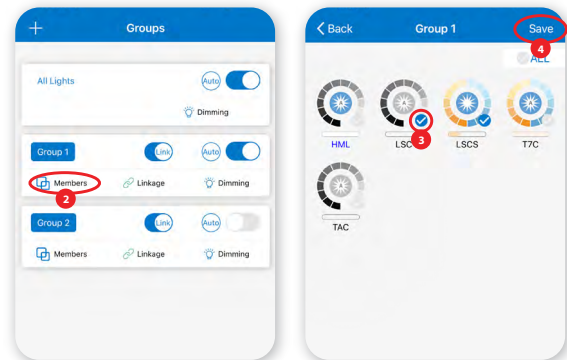 Groups
All Lights
Auto
Dimming
Group 1
Link
Auto
Members
Linkage
Dimming
2
Group 2
Link
Auto
Members
Linkage
Dimming
Back
Group 1
Save
4
ALL
3
HML
LSC
LSCS
T7C
TAC